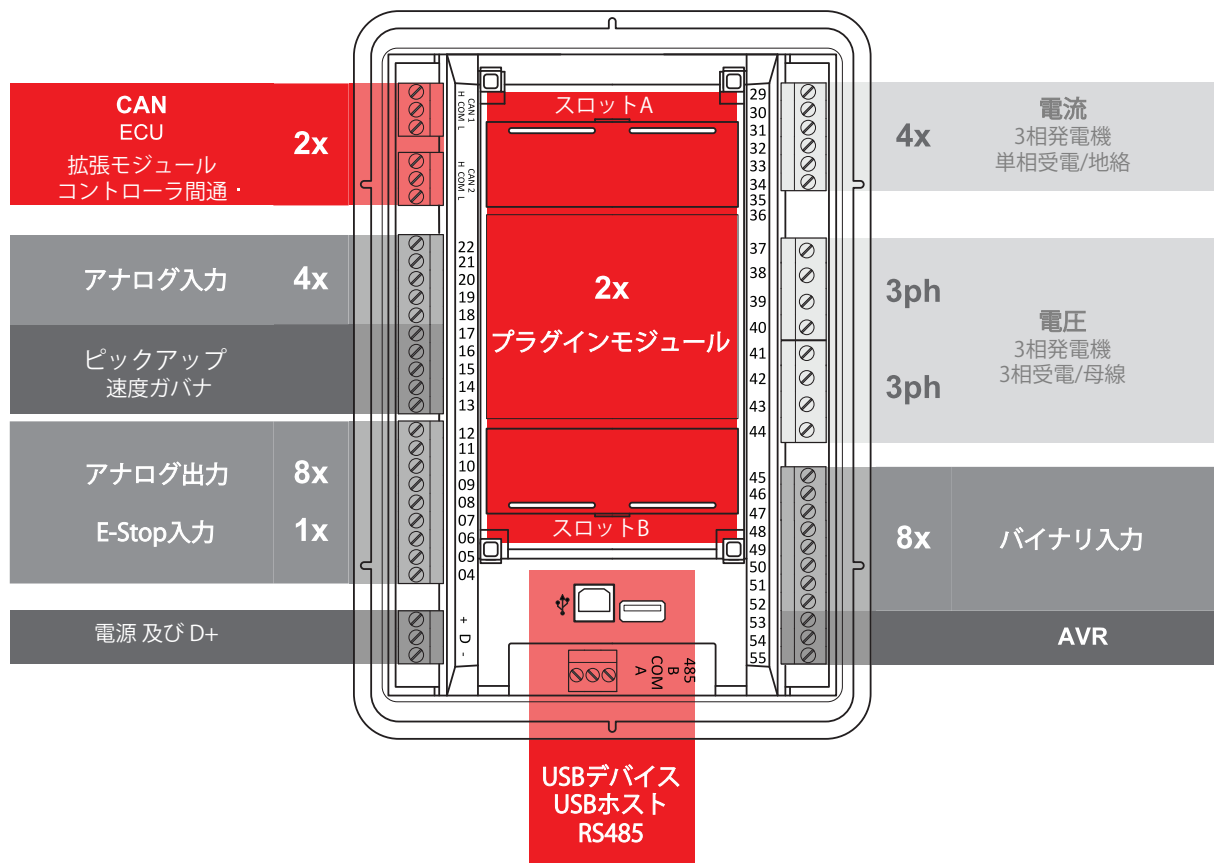 CAN
ECU
拡張モジュール
コントローラ間通・
2x
アナログ入力
4x
ピックアップ
速度ガバナ
アナログ出力
8x
E-Stop入力
1x
電源 及び D+
CAN 1
H COM L
CAN 2
H COM L
22
21
20
19
18
17
16
15
14
13
12
11
10
09
08
07
06
05
04
+
D
-
スロットA
2x
プラグインモジュール
スロットB
485
B
COM
A
USBデバイス
USBホスト
RS485
29
30
31
32
33
34
35
36
37
38
39
40
41
42
43
44
45
46
47
48
49
50
51
52
53
54
55
4x
電流
3相発電機
単相受電/地絡
3ph
3ph
電圧
3相発電機
3相受電/母線
8x
バイナリ入力
AVR